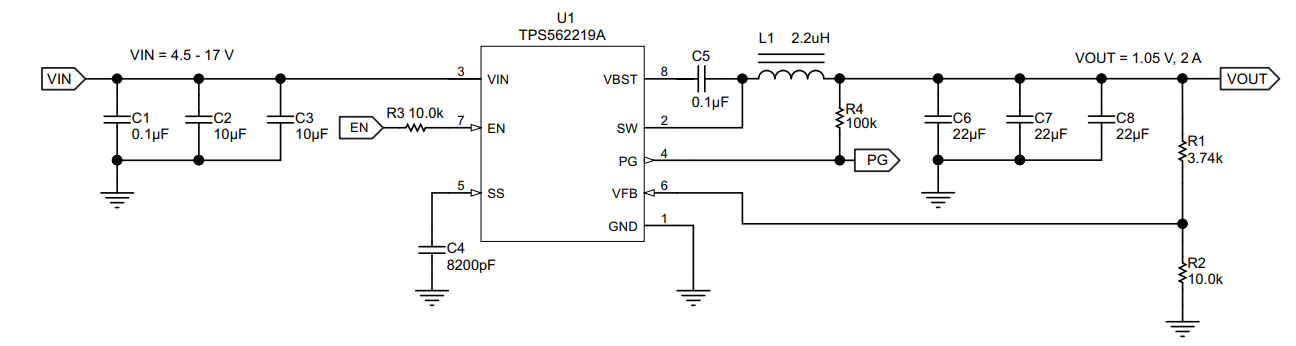 U1
TPS562219A
VIN = 4.5 - 17 V
VIN
C1
0.1µF
C2
10µF
C3
10µF
EN
R3 10.0k
C4
8200pF
3
VIN
7
EN
5
SS
VBST
8
SW
2
PG
4
VFB
6
GND
1
C5
0.1µF
L1 2.2uH
R4
100k
PG
VOUT = 1.05 V, 2 A
VOUT
C6
22µF
C7
22µF
C8
22µF
R1
3.74k
R2
10.0k